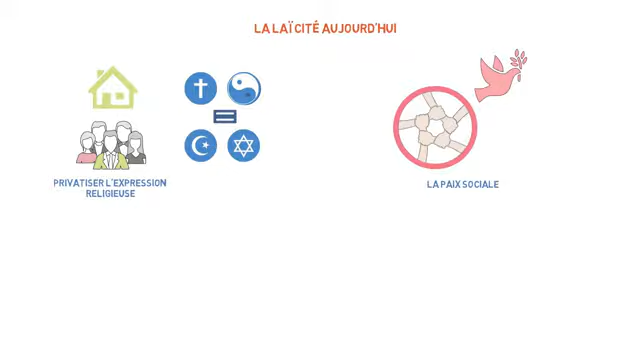 LA LAÏCITÉ AUJOURD'HUI
PRIVATISER L'EXPRESSION
RELIGIEUSE
LA PAIX SOCIALE